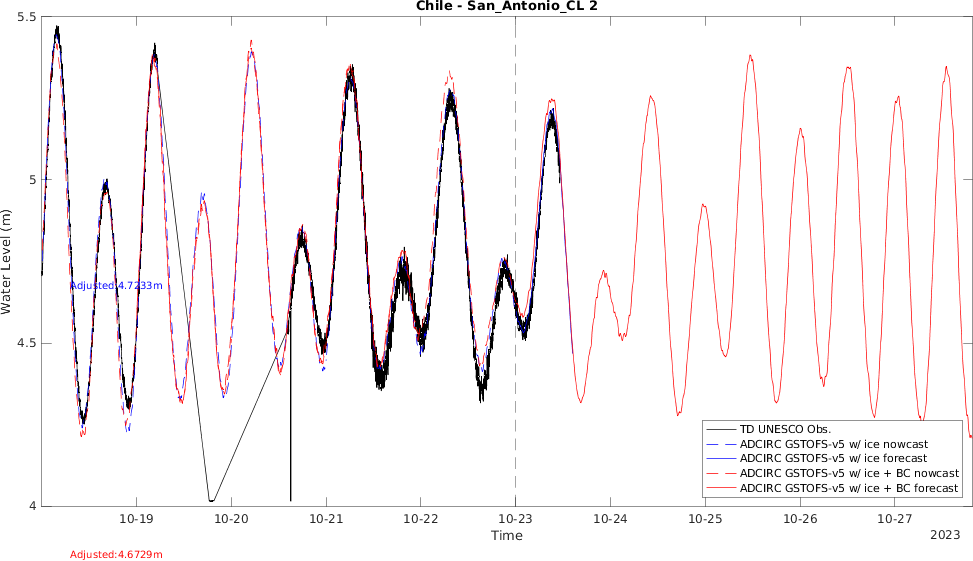 Chile - San_Antonio_CL 2
5.5
5
4.5
4
Water Level (m)
Adjusted:4.7233m
TD UNESCO Obs.
ADCIRC GSTOFS-v5 w/ ice nowcast
ADCIRC GSTOFS-v5 w/ ice forecast
ADCIRC GSTOFS-v5 w/ ice + BC nowcast
ADCIRC GSTOFS-v5 w/ ice + BC forecast
10-19 10-20 10-21 10-22 10-23 10-24 10-25 10-26 10-27
Time
2023
Adjusted:4.6729m